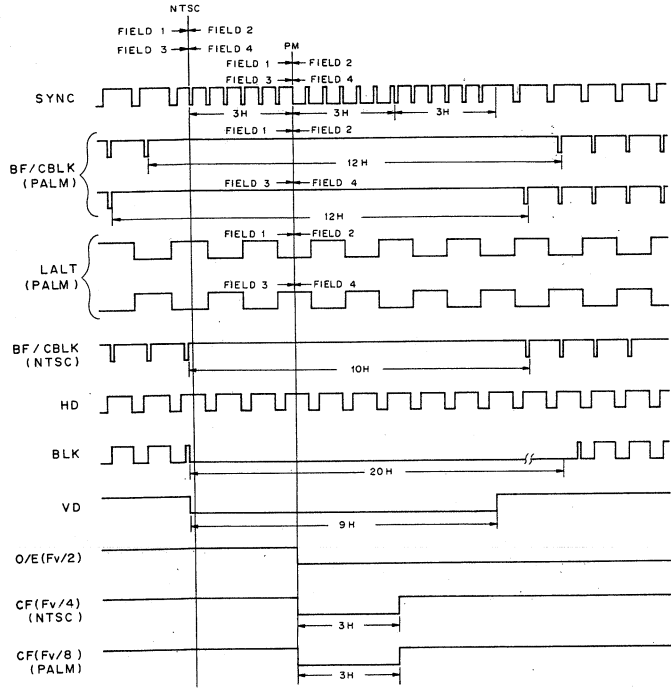 NTSC
FIELD 1 FIELD 2
FIELD 3 FIELD 4
PM
FIELD 1 FIELD 2
FIELD 3 FIELD 4
SYNC
3H 3H 3H
FIELD 1 FIELD 2
BF/CBLK
(PALM)
12H
FIELD 3 FIELD 4
12H
FIELD 1 FIELD 2
LALT
(PALM)
FIELD 3 FIELD 4
BF/CBLK
(NTSC)
10H
HD
BLK
20H
VD
9H
O/E(Fv/2)
CF(Fv/4)
(NTSC)
3H
CF(Fv/8)
(PALM)
3H